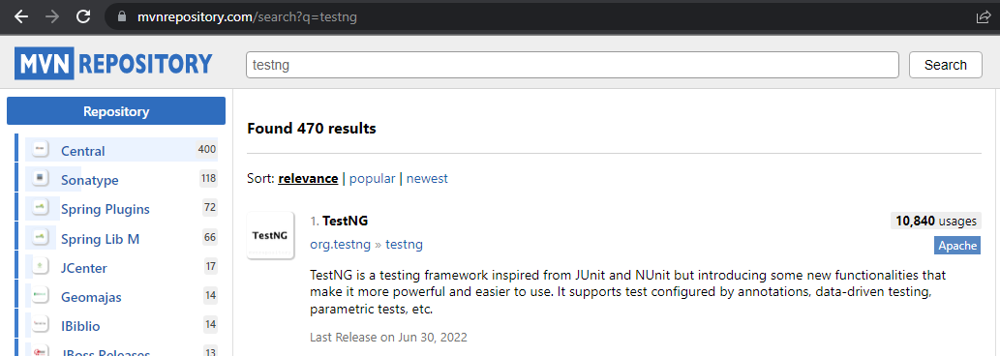 mvnrepository.com/search?q=testng
MVN REPOSITORY
testng
Search
Repository
Central 400
Sonatype 118
Spring Plugins 72
Spring Lib M 66
JCenter 17
Geomajas 14
IBiblio 14
JBoss Releases 13
Found 470 results
Sort: relevance | popular | newest
TestNG
1. TestNG
10,840 usages
org.testng » testng
Apache
TestNG is a testing framework inspired from JUnit and NUnit but introducing some new functionalities that
make it more powerful and easier to use. It supports test configured by annotations, data-driven testing,
parametric tests, etc.
Last Release on Jun 30, 2022